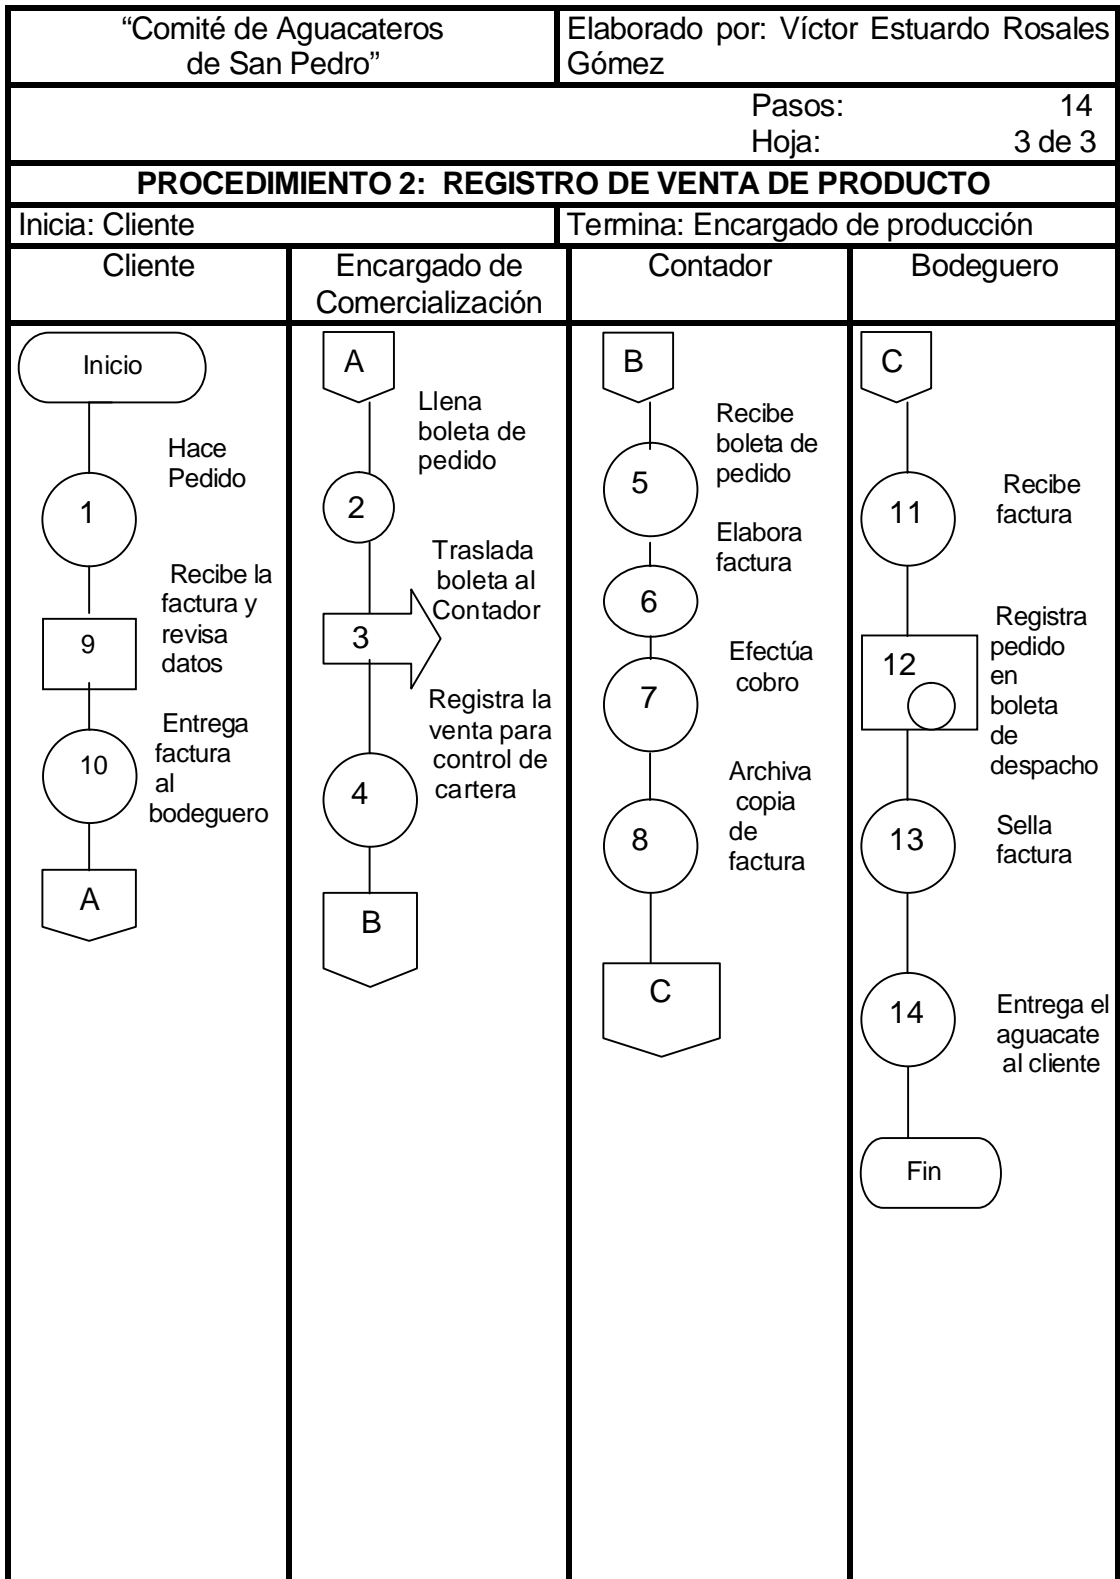 “Comité de Aguacateros
de San Pedro”
Elaborado por: Víctor Estuardo Rosales
Gómez
Pasos: 14
Hoja: 3 de 3
PROCEDIMIENTO 2: REGISTRO DE VENTA DE PRODUCTO
Inicia: Cliente
Termina: Encargado de producción
Cliente
Encargado de
Comercialización
Contador
Bodeguero
Inicio
Hace
Pedido
1
Recibe la
factura y
revisa
datos
9
Entrega
factura
al
bodeguero
10
A
A
Llena
boleta de
pedido
2
Traslada
boleta al
Contador
3
Registra la
venta para
control de
cartera
4
B
B
Recibe
boleta de
pedido
5
Elabora
factura
6
Efectúa
cobro
7
Archiva
copia
de
factura
8
C
C
Recibe
factura
11
Registra
pedido
en
boleta
de
despacho
12
Sella
factura
13
Entrega el
aguacate
al cliente
14
Fin